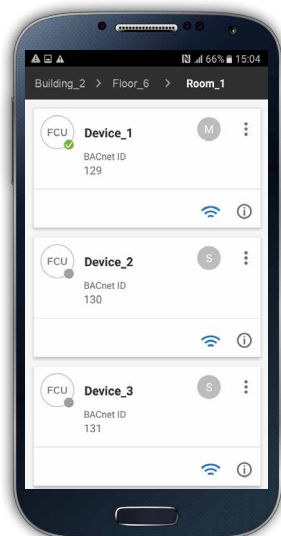 66% 15:04
Building_2 > Floor_6 > Room_1
FCU Device_1 M
BACnet ID
129
FCU Device_2 S
BACnet ID
130
FCU Device_3 S
BACnet ID
131